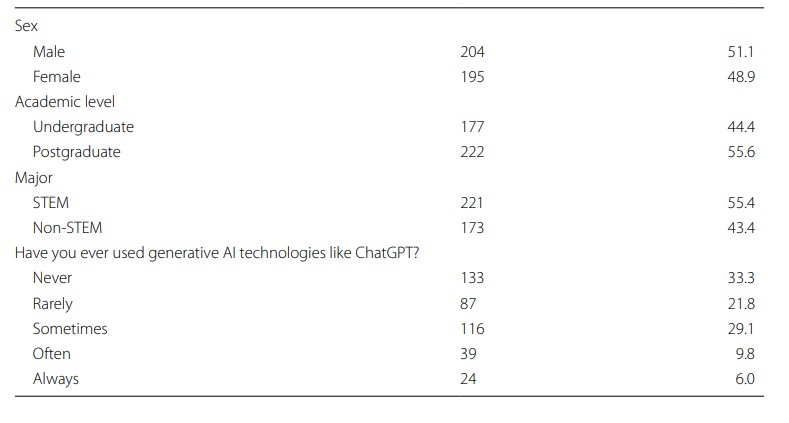 Sex
Male 204 51.1
Female 195 48.9
Academic level
Undergraduate 177 44.4
Postgraduate 222 55.6
Major
STEM 221 55.4
Non-STEM 173 43.4
Have you ever used generative AI technologies like ChatGPT?
Never 133 33.3
Rarely 87 21.8
Sometimes 116 29.1
Often 39 9.8
Always 24 6.0